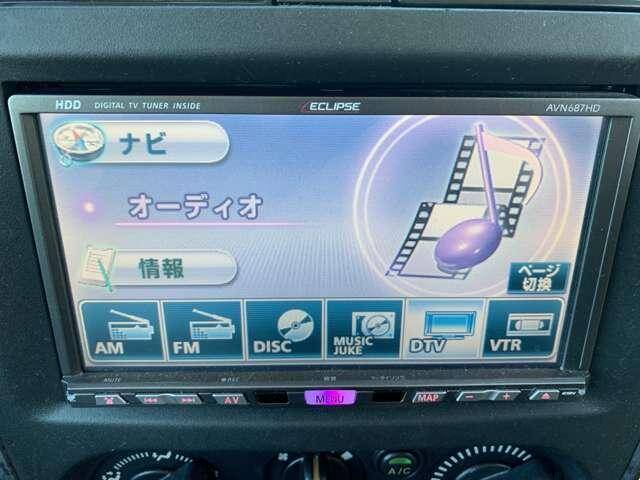 HDD DIGITAL TV TUNER INSIDE ECLIPSE AVN687HD
ナビ
オーディオ
情報
ページ
切換
AM FM DISC MUSIC JUKE DTV VTR
MUTE
AV MENU MAP − +
A/C